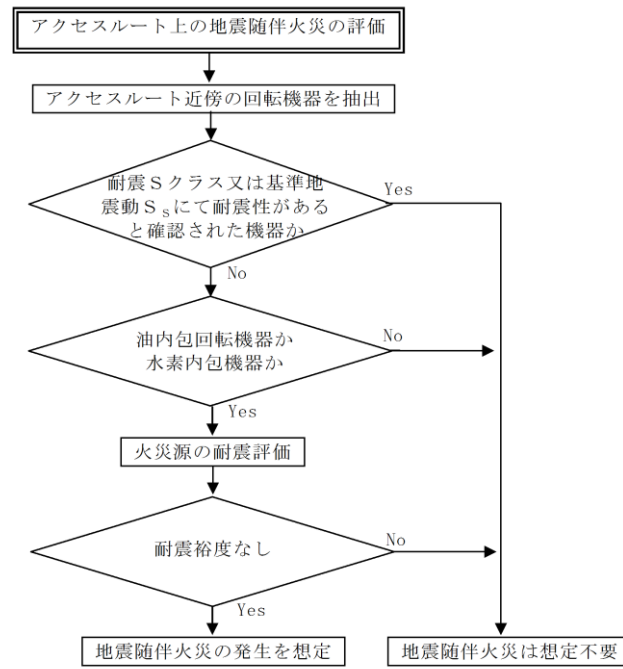 アクセスルート上の地震随伴火災の評価
アクセスルート近傍の回転機器を抽出
耐震Ｓクラス又は基準地
震動Ｓsにて耐震性がある
と確認された機器か
Yes
No
油内包回転機器か
水素内包機器か
No
Yes
火災源の耐震評価
耐震裕度なし
No
Yes
地震随伴火災の発生を想定
地震随伴火災は想定不要